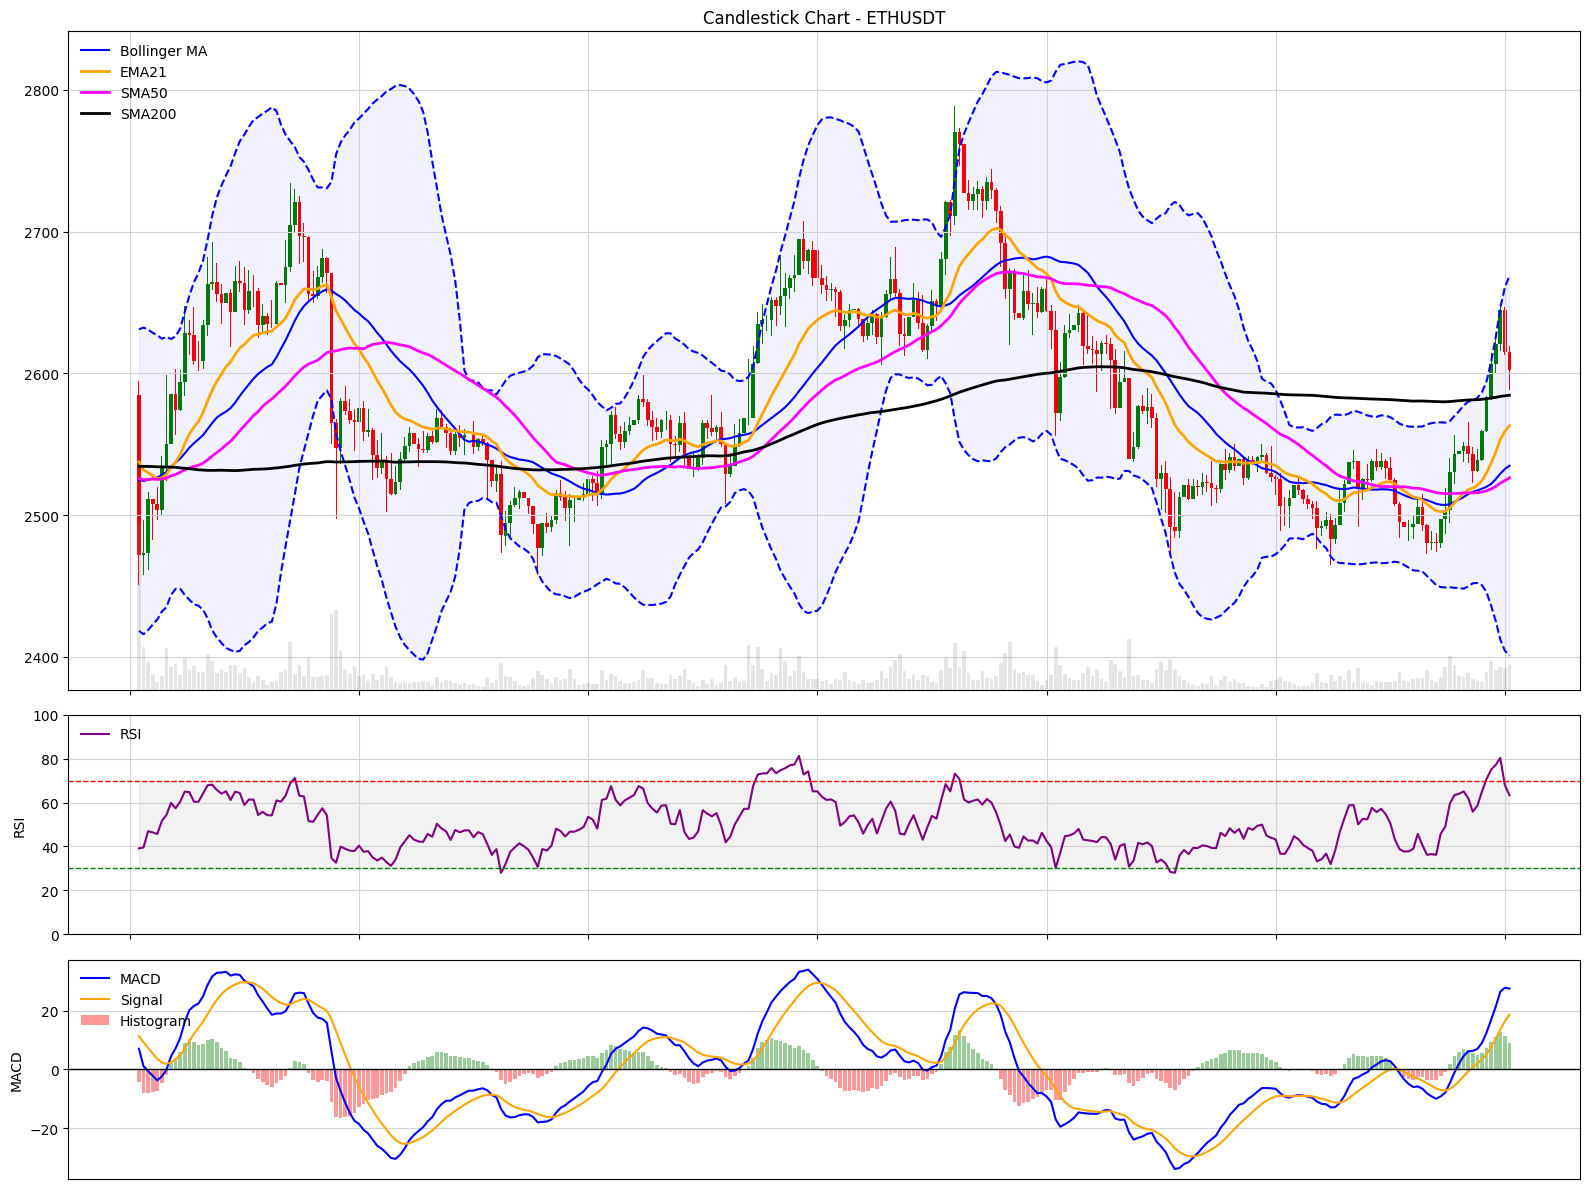 Candlestick Chart - ETHUSDT
Bollinger MA
EMA21
SMA50
SMA200
2800
2700
2600
2500
2400
RSI
100
80
60
40
20
0
RSI
MACD
Signal
Histogram
20
0
−20
MACD